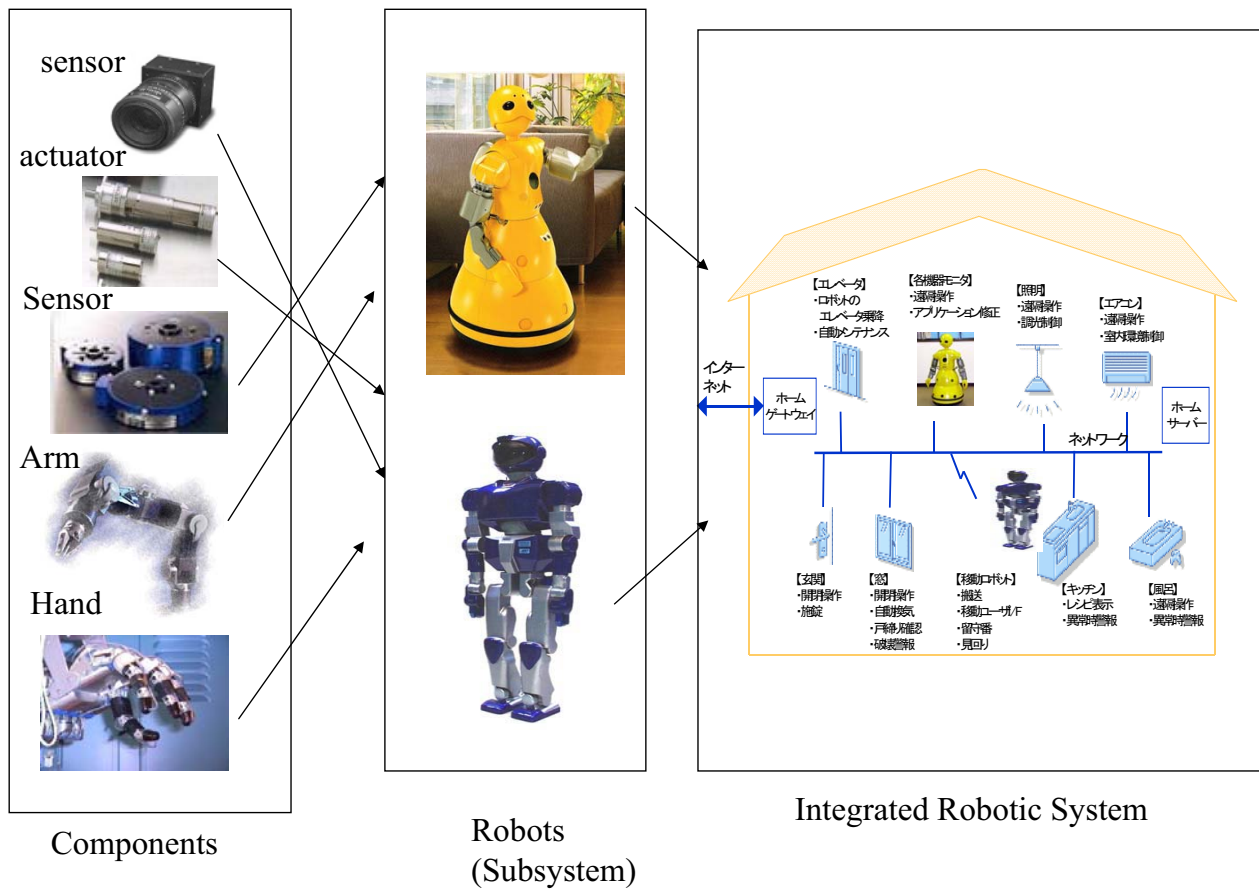 sensor
actuator
Sensor
Arm
Hand
Components
Robots
(Subsystem)
【エレベータ】
・ロボットの
エレベータ乗降
・自動メンテナンス
【各機器モニタ】
・遠隔操作
・アプリケーション修正
【照明】
・遠隔操作
・調光制御
【エアコン】
・遠隔操作
・室内環境制御
インター
ネット
ホーム
ゲートウェイ
ホーム
サーバー
ネットワーク
【玄関】
・開閉操作
・施錠
【窓】
・開閉操作
・自動換気
・戸締り確認
・破壊警報
【移動ロボット】
・搬送
・移動ユーザI/F
・留守番
・見回り
【キッチン】
・レシピ表示
・異常時警報
【風呂】
・遠隔操作
・異常時警報
Integrated Robotic System